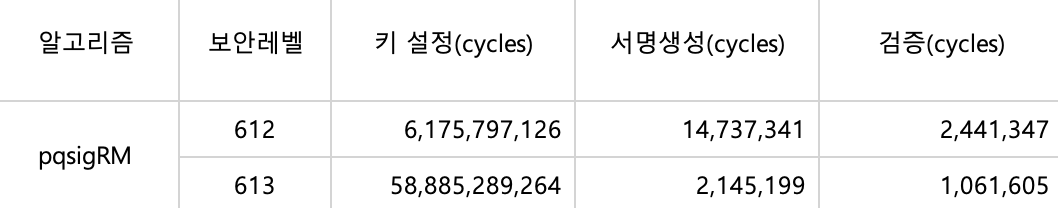 알고리즘 보안레벨 키 설정(cycles) 서명생성(cycles) 검증(cycles)
pqsigRM 612 6,175,797,126 14,737,341 2,441,347
613 58,885,289,264 2,145,199 1,061,605